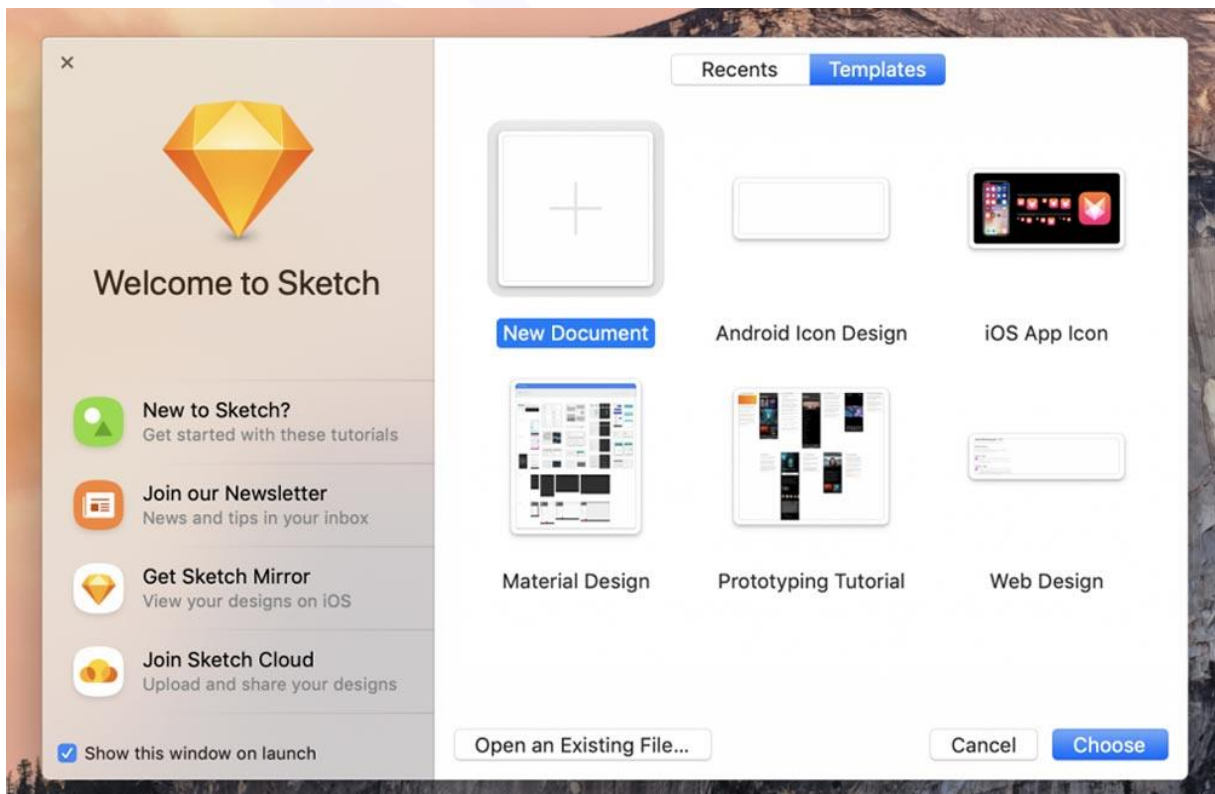 Recents
Templates
Welcome to Sketch
New to Sketch?
Get started with these tutorials
Join our Newsletter
News and tips in your inbox
Get Sketch Mirror
View your designs on iOS
Join Sketch Cloud
Upload and share your designs
Show this window on launch
New Document
Android Icon Design
iOS App Icon
Material Design
Prototyping Tutorial
Web Design
Open an Existing File...
Cancel
Choose